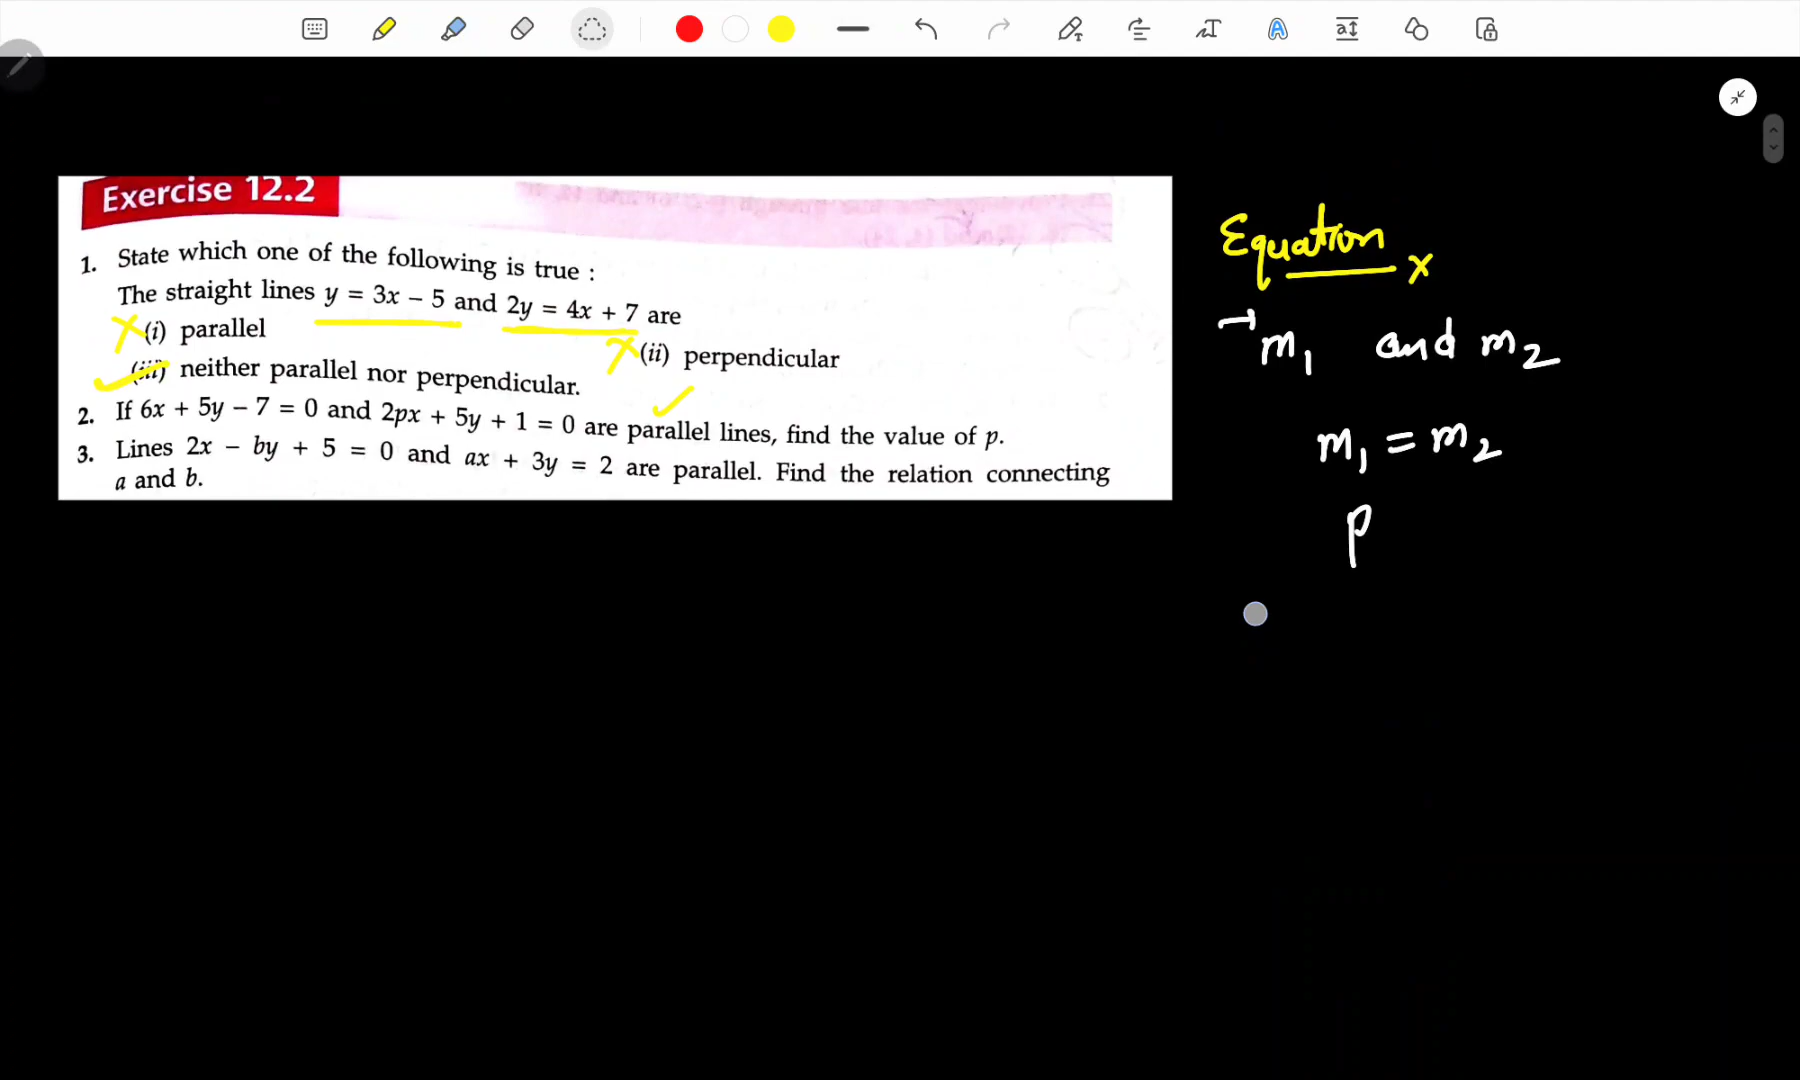 Exercise 12.2
1. State which one of the following is true :
The straight lines y = 3x − 5 and 2y = 4x + 7 are
(i) parallel
(ii) perpendicular
(iii) neither parallel nor perpendicular.
2. If 6x + 5y − 7 = 0 and 2px + 5y + 1 = 0 are parallel lines, find the value of p.
3. Lines 2x − by + 5 = 0 and ax + 3y = 2 are parallel. Find the relation connecting
a and b.
Equation x
m₁ and m₂
m₁ = m₂
p